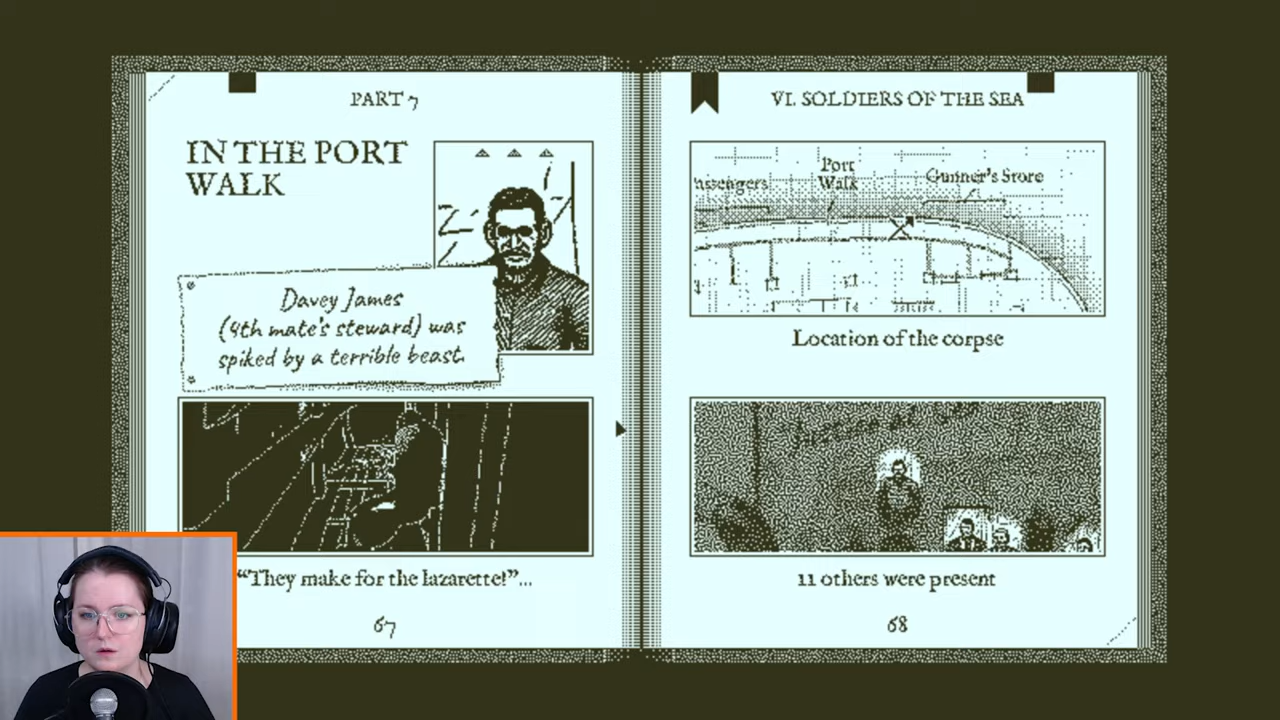 PART 7
IN THE PORT
WALK
Davey James
(4th mate's steward) was
spiked by a terrible beast.
"They make for the lazarette!"...
67
VI. SOLDIERS OF THE SEA
Port
Walk
Gunner's Store
Location of the corpse
11 others were present
68